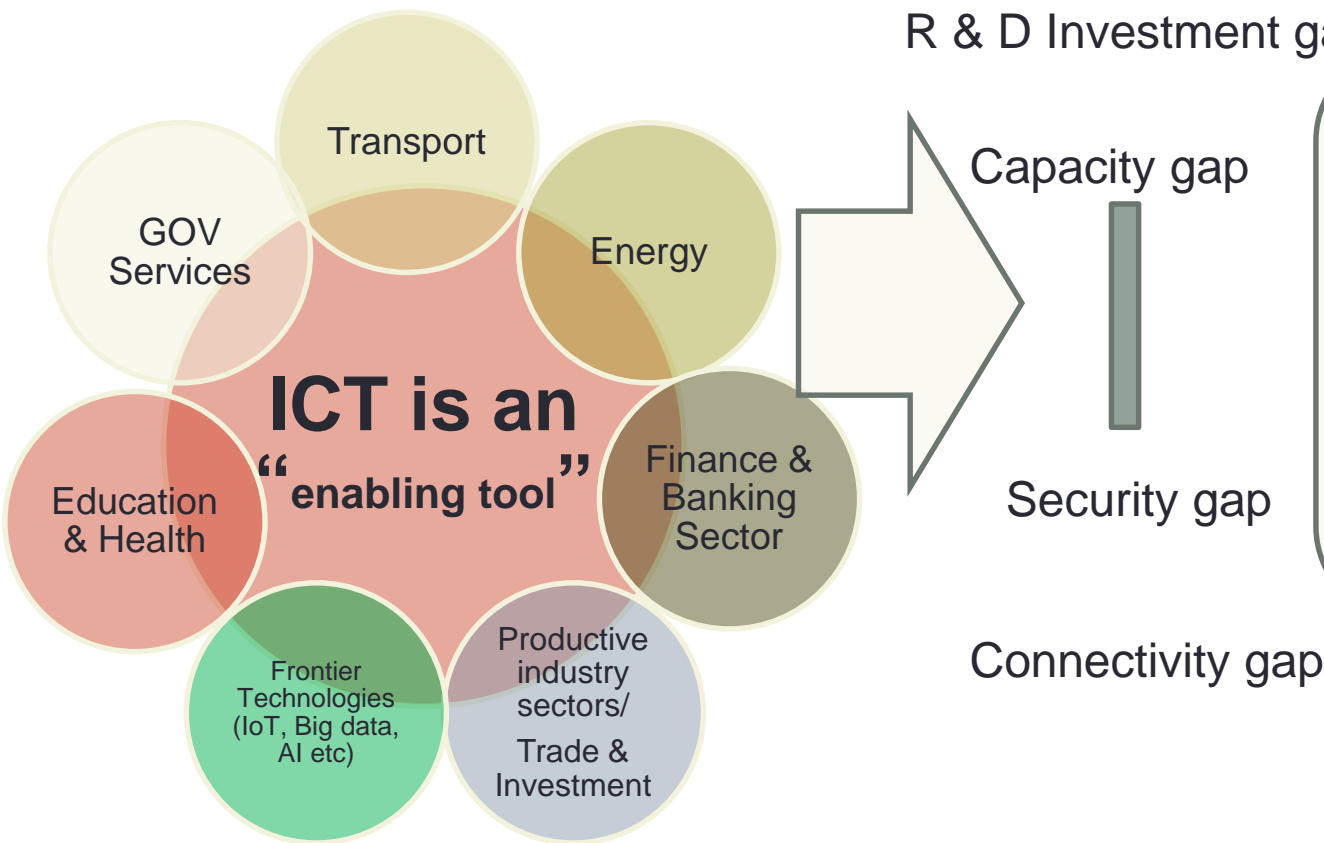 R & D Investment
Transport
GOV
Services
Energy
ICT is an
“enabling tool”
Education
& Health
Finance &
Banking
Sector
Frontier
Technologies
(IoT, Big data,
AI etc)
Productive
industry
sectors/
Trade &
Investment
Capacity gap
Security gap
Connectivity gap